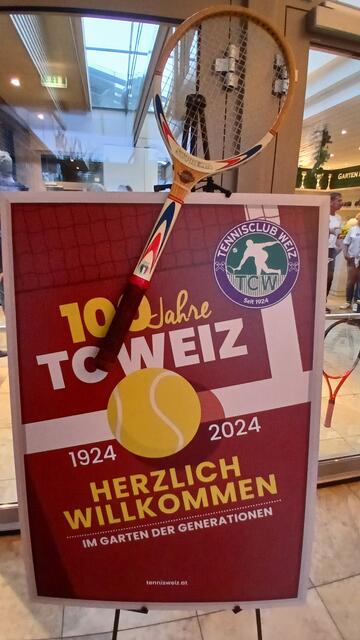 GARTEN
TENNISCLUB WEIZ
TCW
Seit 1924
100 Jahre
TC WEIZ
1924
2024
HERZLICH
WILLKOMMEN
IM GARTEN DER GENERATIONEN
tennisweiz.at